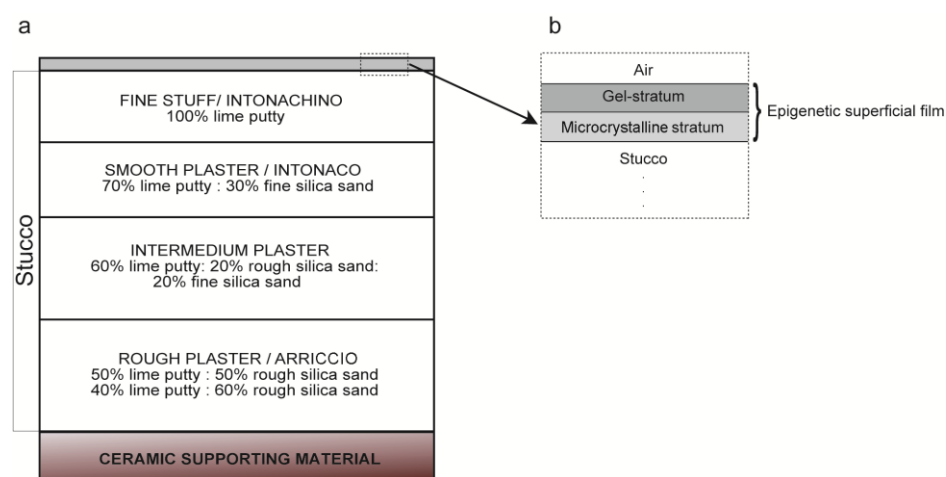 a
FINE STUFF/ INTONACHINO
100% lime putty
SMOOTH PLASTER / INTONACO
70% lime putty : 30% fine silica sand
INTERMEDIUM PLASTER
60% lime putty: 20% rough silica sand:
20% fine silica sand
ROUGH PLASTER / ARRICCIO
50% lime putty : 50% rough silica sand
40% lime putty : 60% rough silica sand
CERAMIC SUPPORTING MATERIAL
Stucco
b
Air
Gel-stratum
Microcrystalline stratum
Stucco
Epigenetic superficial film